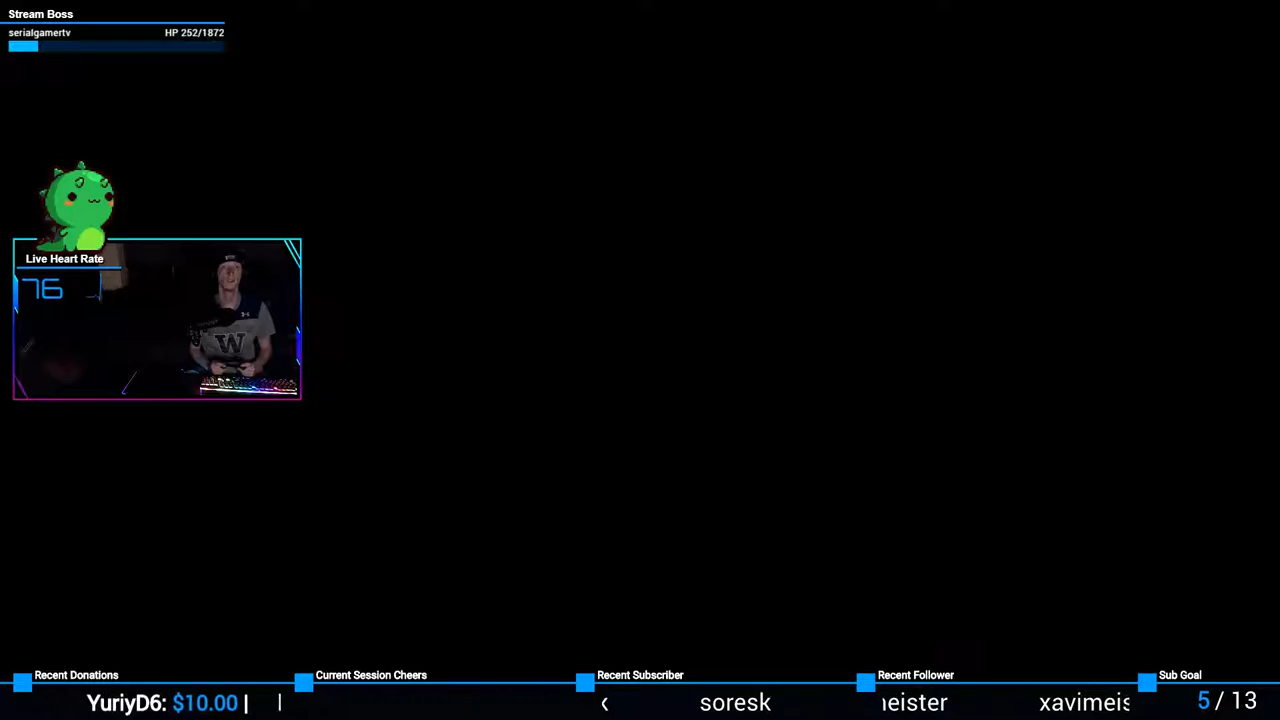 Stream Boss
serialgamertv HP 252/1872
Live Heart Rate
76
W
Recent Donations
YuriyD6: $10.00 |
Current Session Cheers
Recent Subscriber
soresk
Recent Follower
neister xavimeis
Sub Goal
5 / 13